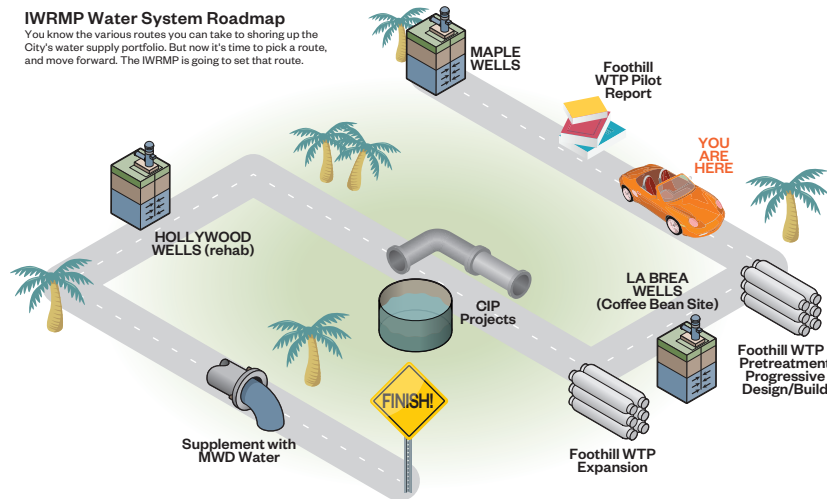 IWRMP Water System Roadmap
You know the various routes you can take to shoring up the
City's water supply portfolio. But now it's time to pick a route,
and move forward. The IWRMP is going to set that route.
MAPLE
WELLS
Foothill
WTP Pilot
Report
YOU
ARE
HERE
HOLLYWOOD
WELLS (rehab)
LA BREA
WELLS
(Coffee Bean Site)
CIP
Projects
Foothill WTP
Pretreatment
Progressive
Design/Build
FINISH!
Supplement with
MWD Water
Foothill WTP
Expansion